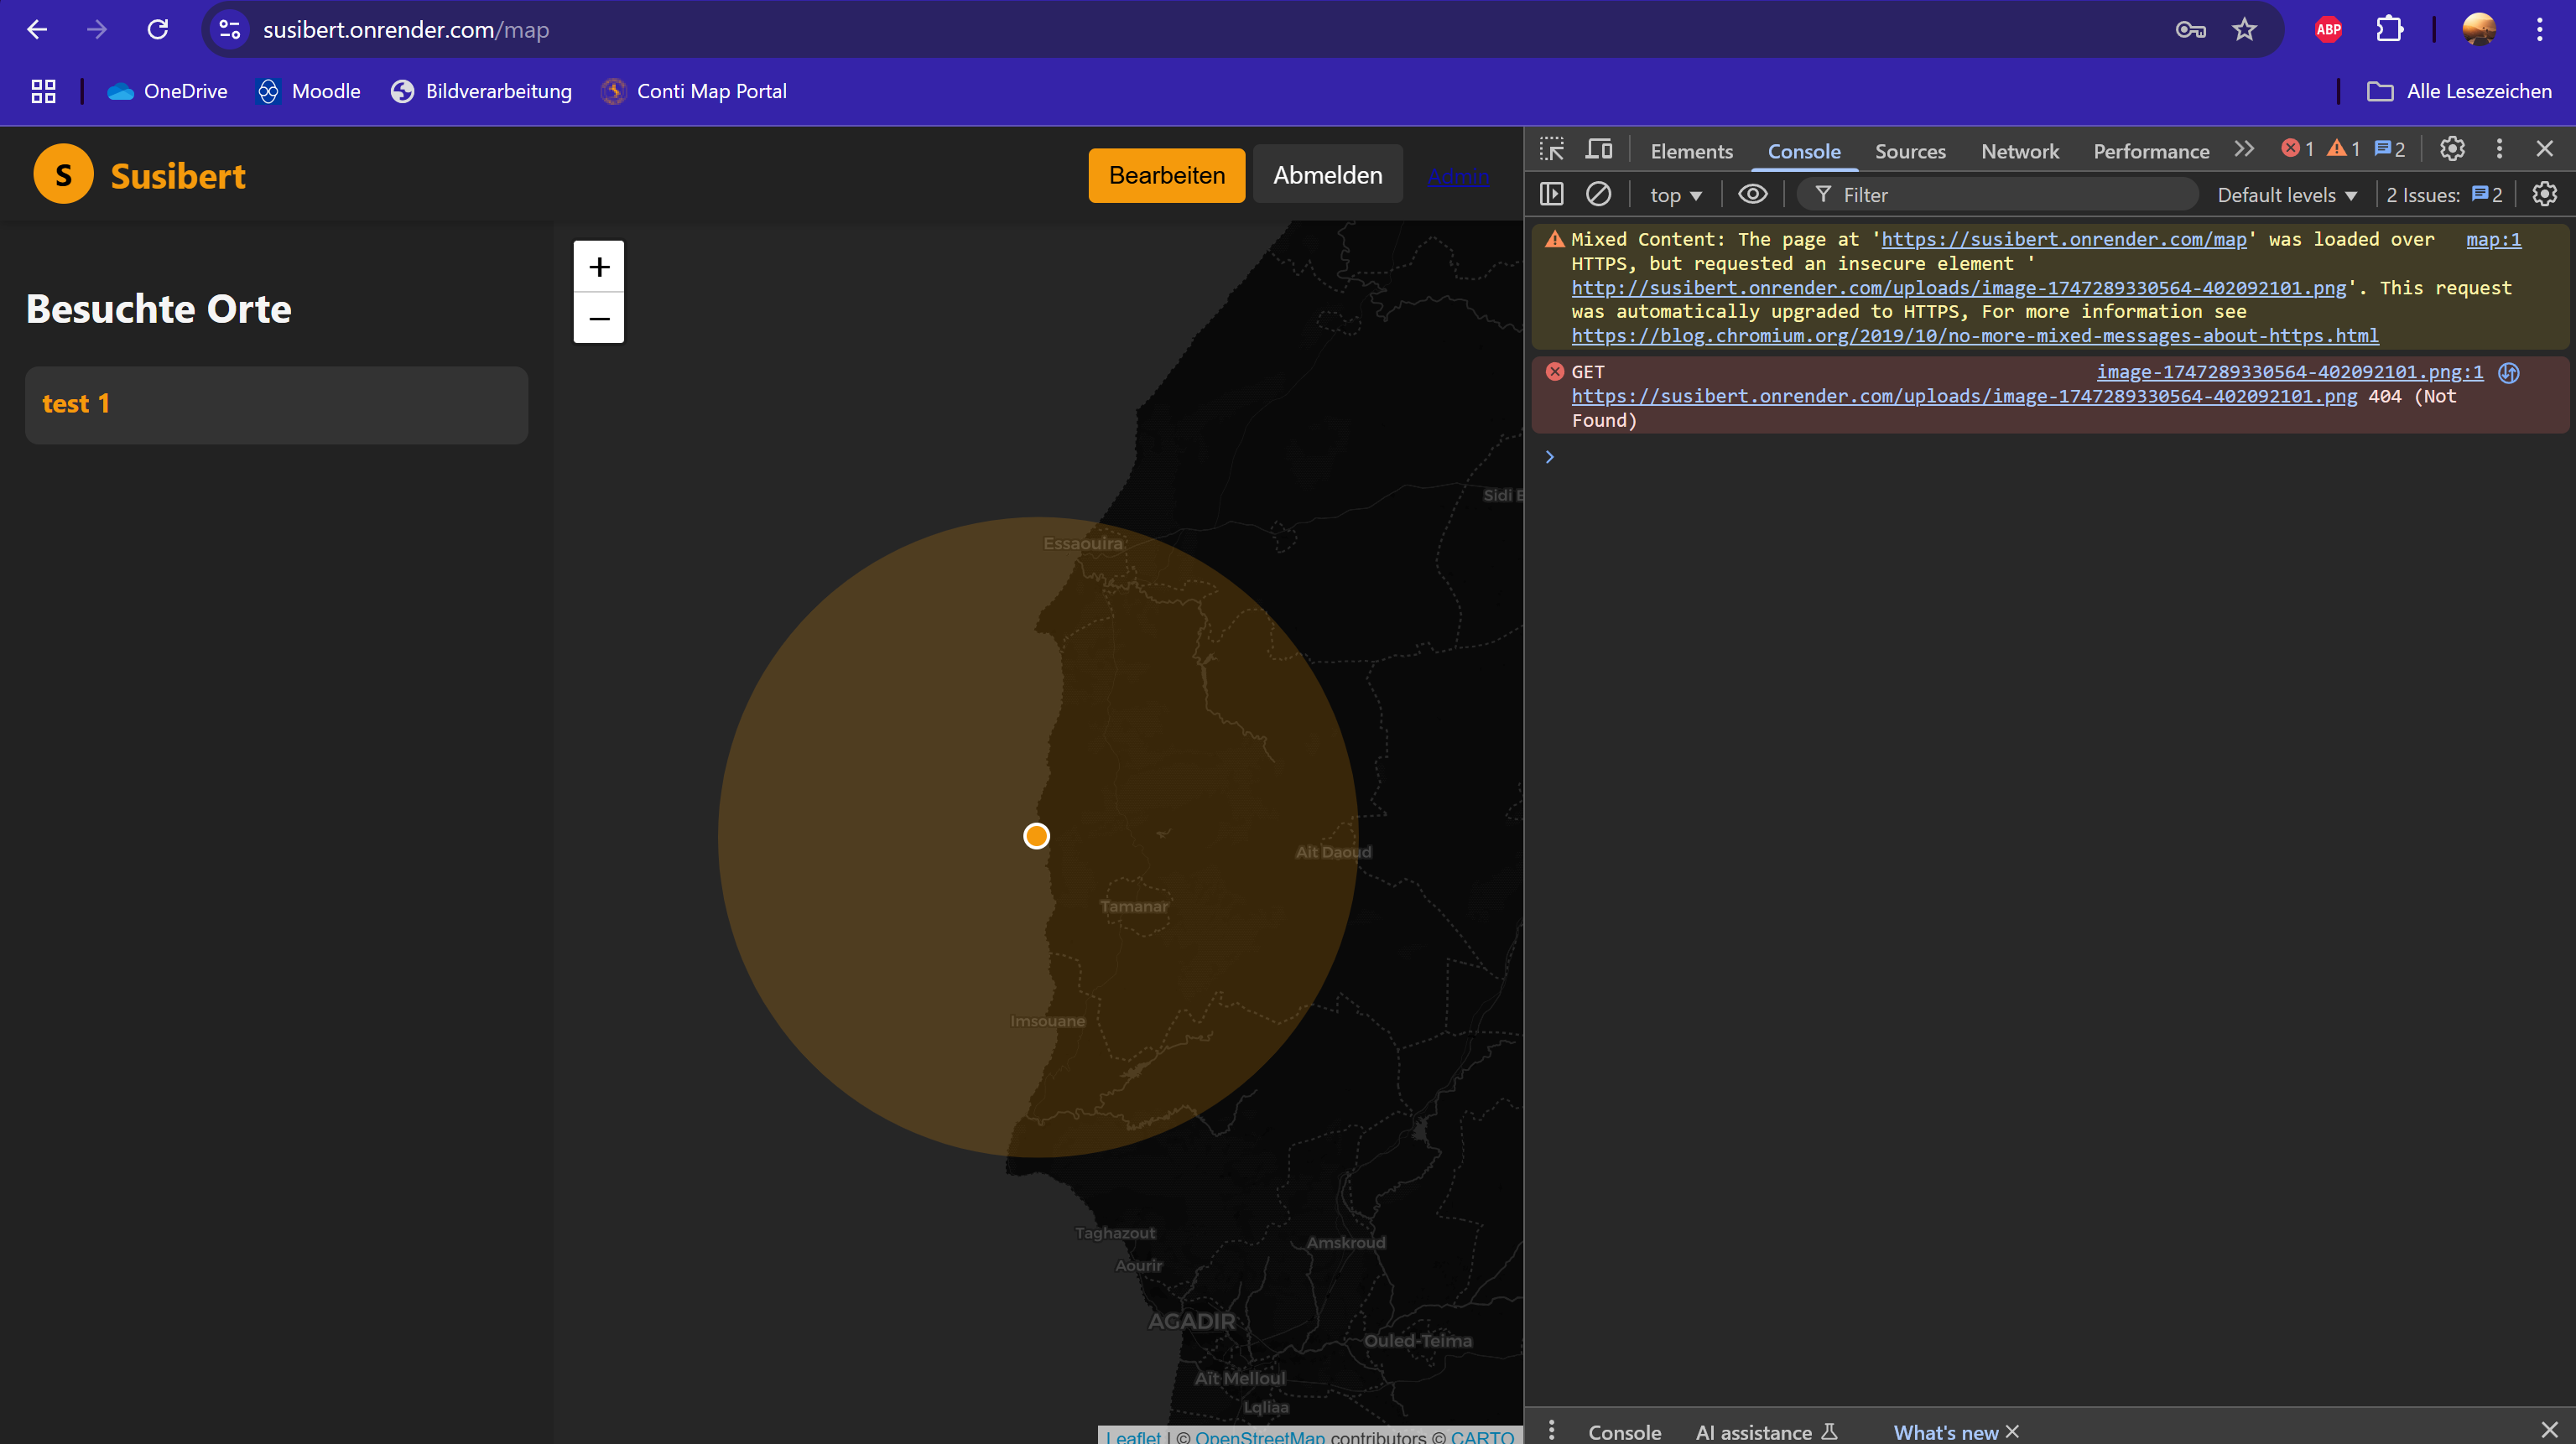 susibert.onrender.com/map
ABP
OneDrive
Moodle
Bildverarbeitung
Conti Map Portal
Alle Lesezeichen
S
Susibert
Bearbeiten
Abmelden
Admin
Besuchte Orte
test 1
+
−
Essaouira
Ait Daoud
Tamanar
Imsouane
Taghazout
Amskroud
Aourir
AGADIR
Ouled-Teima
Aït Melloul
Lqliaa
Leaflet | © OpenStreetMap contributors © CARTO
Elements
Console
Sources
Network
Performance
1
1
2
top
Filter
Default levels
2 Issues:
2
Mixed Content: The page at 'https://susibert.onrender.com/map' was loaded over map:1
HTTPS, but requested an insecure element '
http://susibert.onrender.com/uploads/image-1747289330564-402092101.png'. This request
was automatically upgraded to HTTPS, For more information see
https://blog.chromium.org/2019/10/no-more-mixed-messages-about-https.html
GET image-1747289330564-402092101.png:1
https://susibert.onrender.com/uploads/image-1747289330564-402092101.png 404 (Not
Found)
Console
AI assistance
What's new